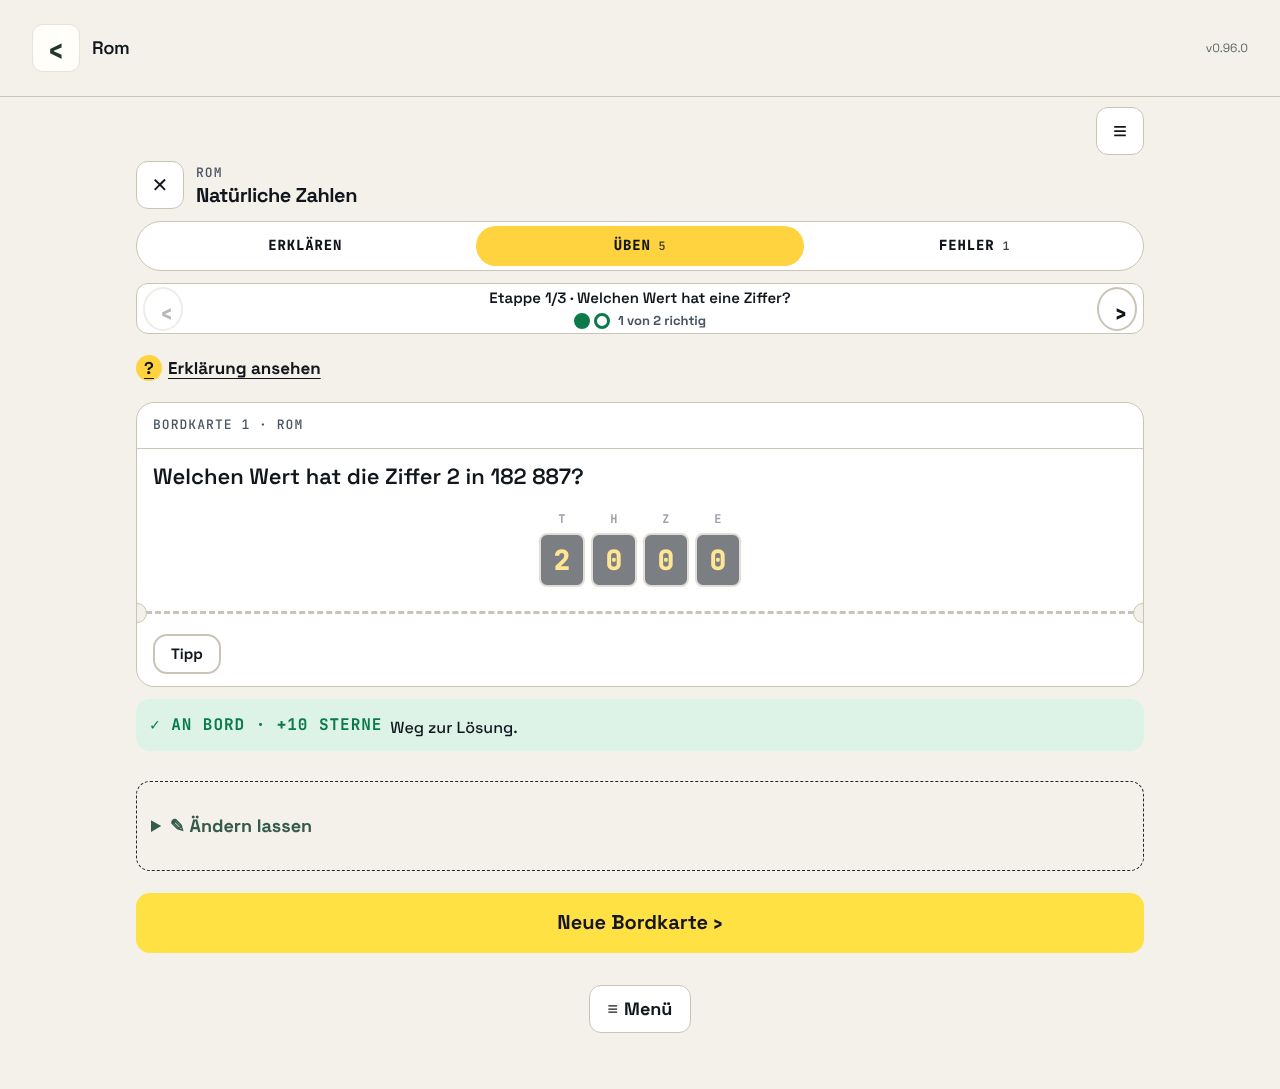 < Rom
v0.96.0
≡
✕
ROM
Natürliche Zahlen
ERKLÄREN
ÜBEN 5
FEHLER 1
<
Etappe 1/3 · Welchen Wert hat eine Ziffer?
1 von 2 richtig
>
? Erklärung ansehen
BORDKARTE 1 · ROM
Welchen Wert hat die Ziffer 2 in 182 887?
T H Z E
2 0 0 0
Tipp
✓ AN BORD · +10 STERNE Weg zur Lösung.
▶ ✎ Ändern lassen
Neue Bordkarte >
≡ Menü